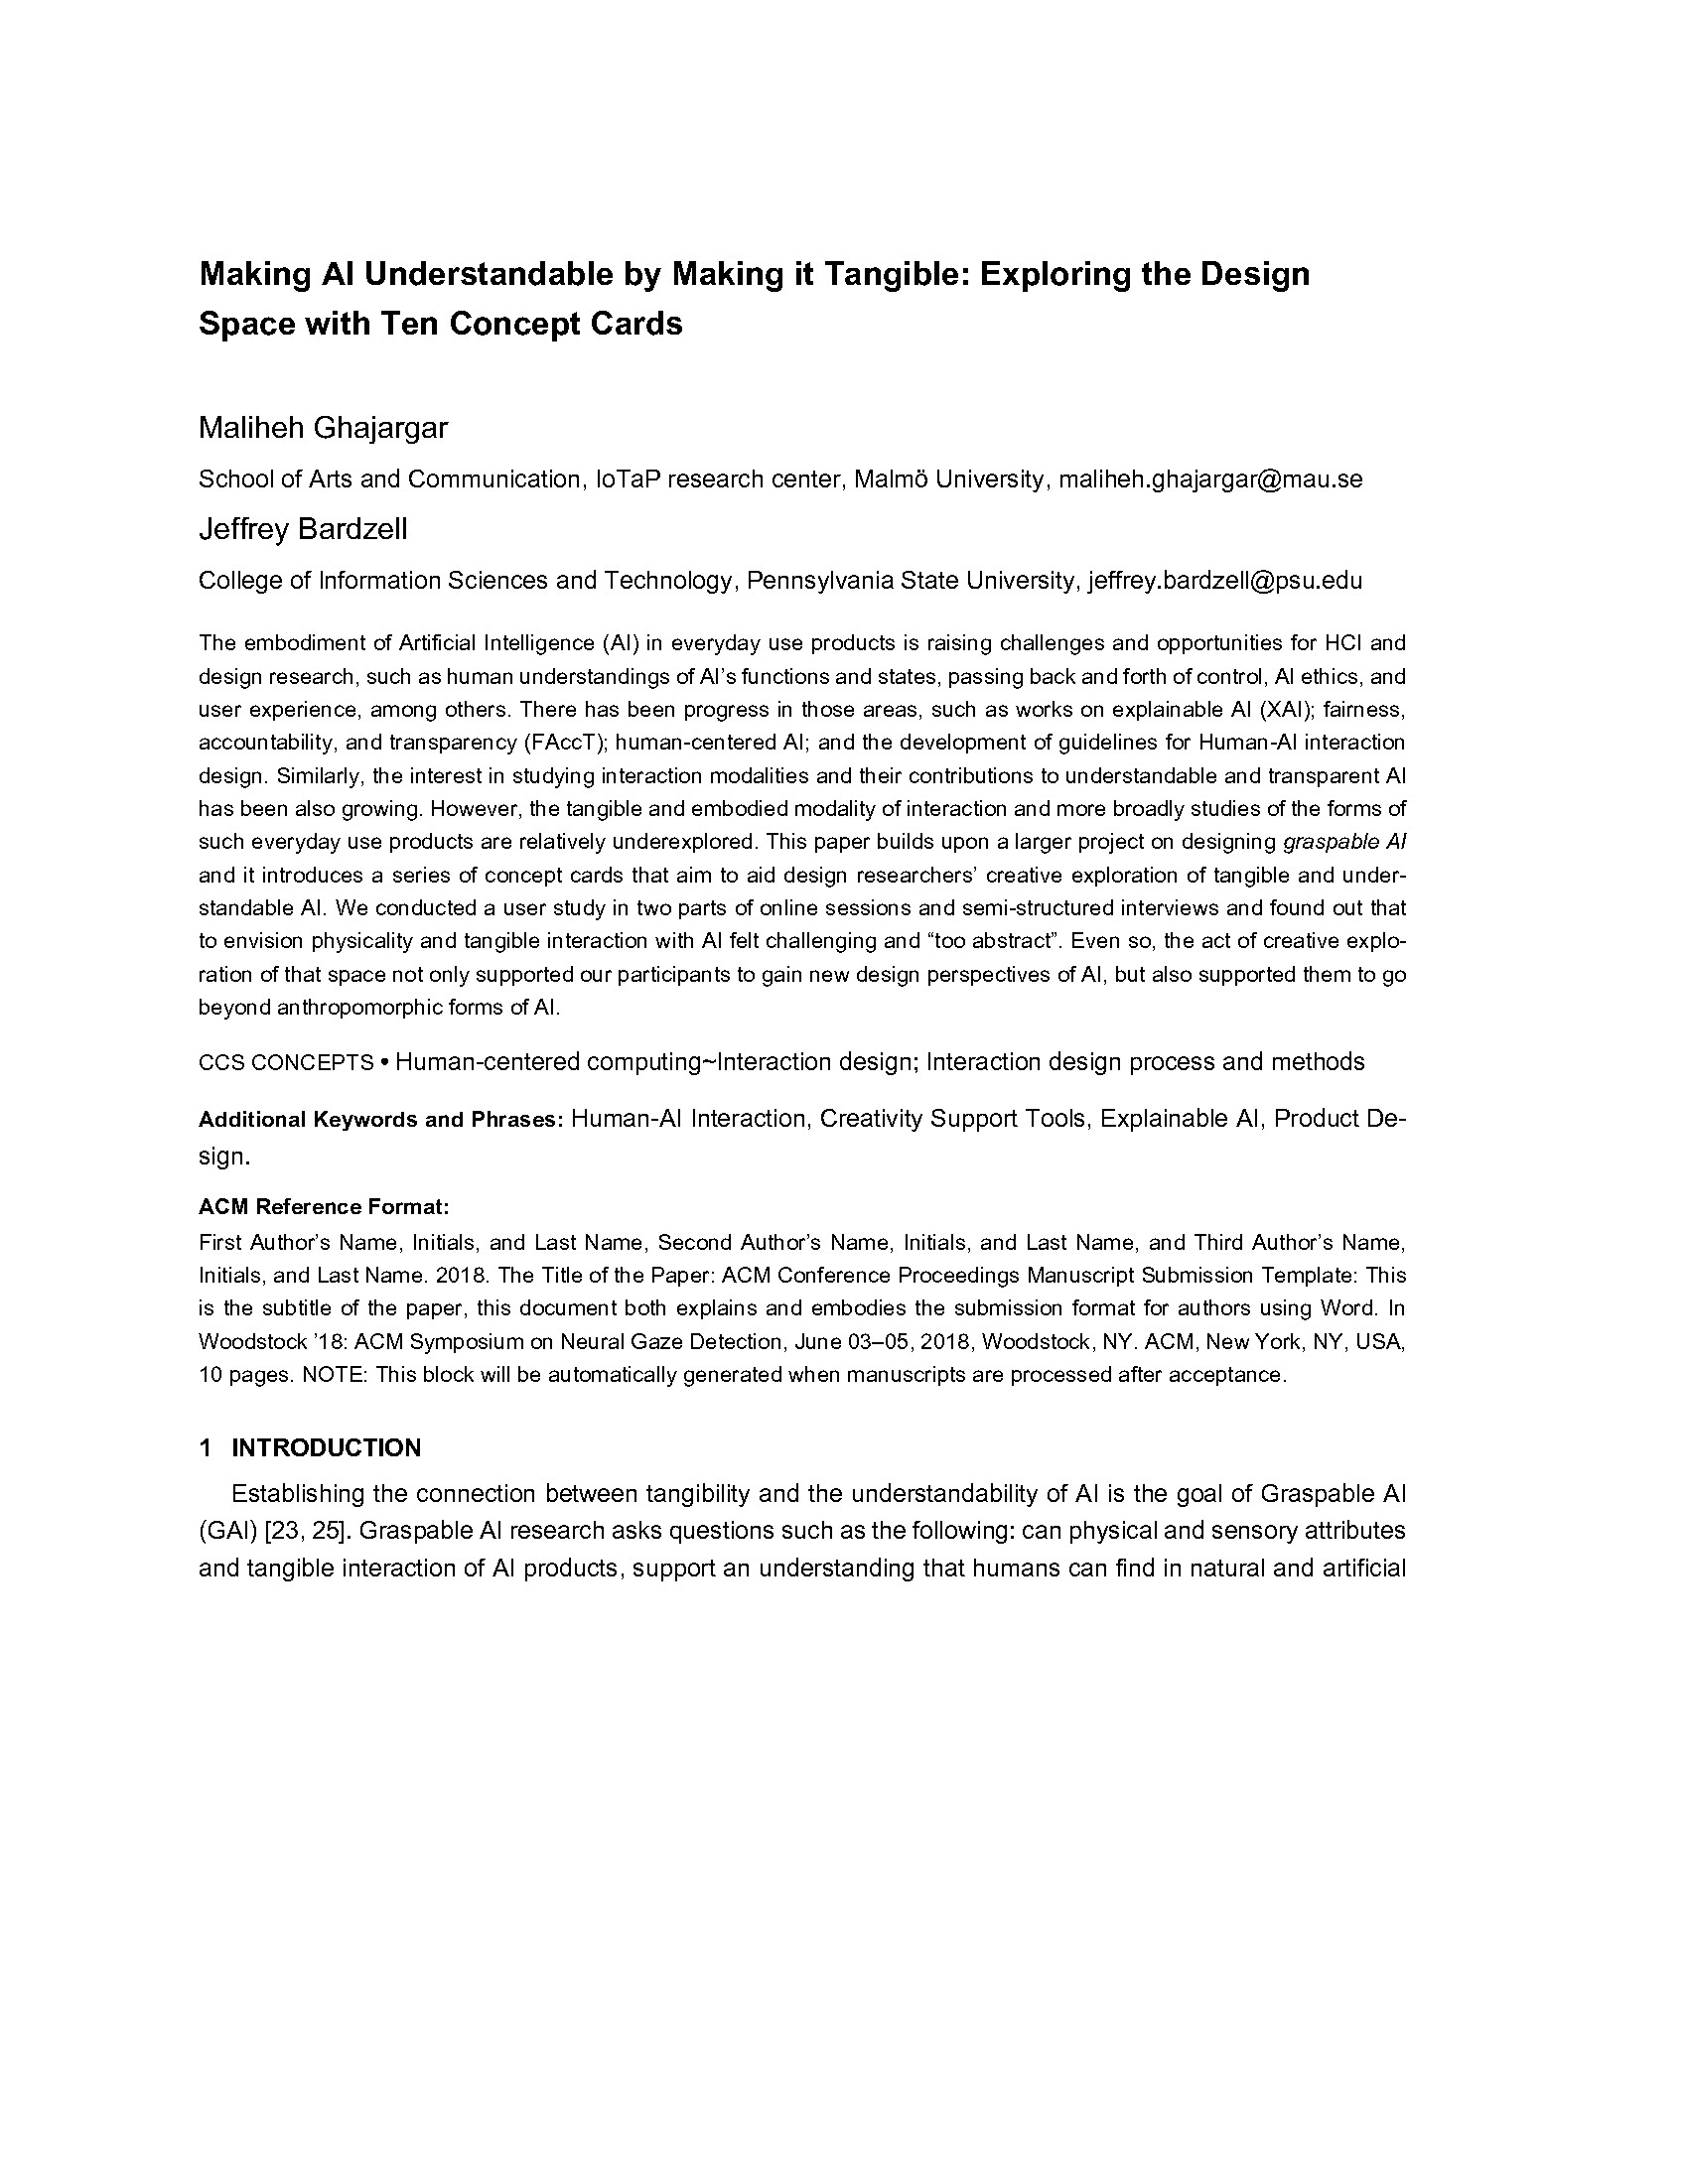 Making AI Understandable by Making it Tangible: Exploring the Design
Space with Ten Concept Cards
Maliheh Ghajargar
School of Arts and Communication, IoTaP research center, Malmö University, maliheh.ghajargar@mau.se
Jeffrey Bardzell
College of Information Sciences and Technology, Pennsylvania State University, jeffrey.bardzell@psu.edu
The embodiment of Artificial Intelligence (AI) in everyday use products is raising challenges and opportunities for HCI and
design research, such as human understandings of AI’s functions and states, passing back and forth of control, AI ethics, and
user experience, among others. There has been progress in those areas, such as works on explainable AI (XAI); fairness,
accountability, and transparency (FAccT); human-centered AI; and the development of guidelines for Human-AI interaction
design. Similarly, the interest in studying interaction modalities and their contributions to understandable and transparent AI
has been also growing. However, the tangible and embodied modality of interaction and more broadly studies of the forms of
such everyday use products are relatively underexplored. This paper builds upon a larger project on designing graspable AI
and it introduces a series of concept cards that aim to aid design researchers’ creative exploration of tangible and under-
standable AI. We conducted a user study in two parts of online sessions and semi-structured interviews and found out that
to envision physicality and tangible interaction with AI felt challenging and “too abstract”. Even so, the act of creative explo-
ration of that space not only supported our participants to gain new design perspectives of AI, but also supported them to go
beyond anthropomorphic forms of AI.
CCS CONCEPTS • Human-centered computing~Interaction design; Interaction design process and methods
Additional Keywords and Phrases: Human-AI Interaction, Creativity Support Tools, Explainable AI, Product De-
sign.
ACM Reference Format:
First Author’s Name, Initials, and Last Name, Second Author’s Name, Initials, and Last Name, and Third Author’s Name,
Initials, and Last Name. 2018. The Title of the Paper: ACM Conference Proceedings Manuscript Submission Template: This
is the subtitle of the paper, this document both explains and embodies the submission format for authors using Word. In
Woodstock ’18: ACM Symposium on Neural Gaze Detection, June 03–05, 2018, Woodstock, NY. ACM, New York, NY, USA,
10 pages. NOTE: This block will be automatically generated when manuscripts are processed after acceptance.
1 INTRODUCTION
Establishing the connection between tangibility and the understandability of AI is the goal of Graspable AI
(GAI) [23, 25]. Graspable AI research asks questions such as the following: can physical and sensory attributes
and tangible interaction of AI products, support an understanding that humans can find in natural and artificial